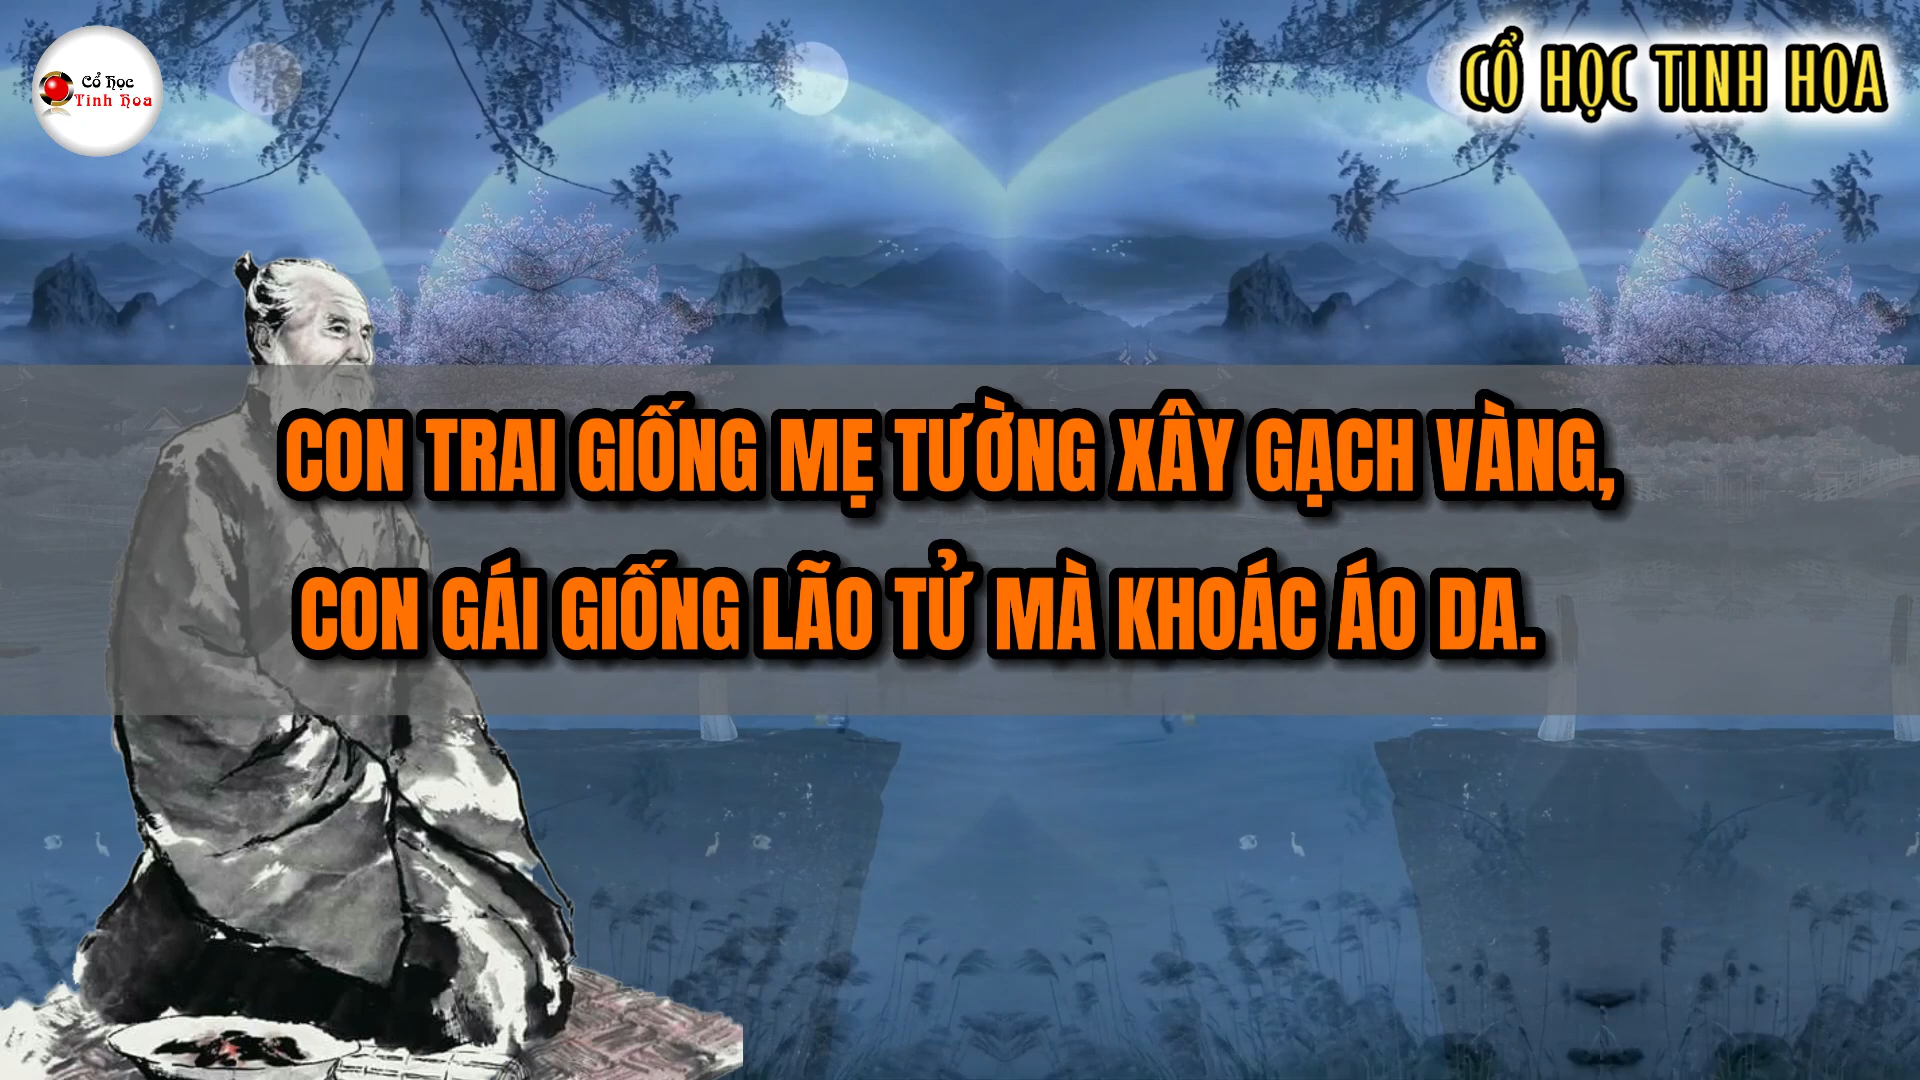 Cổ Học
Tinh Hoa
CỔ HỌC TINH HOA
CON TRAI GIỐNG MẸ TƯỜNG XÂY GẠCH VÀNG,
CON GÁI GIỐNG LÃO TỬ MÀ KHOÁC ÁO DA.